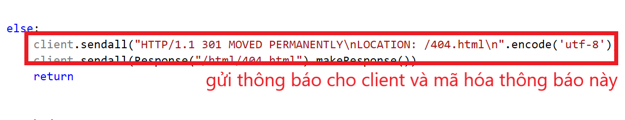 else:
client.sendall("HTTP/1.1 301 MOVED PERMANENTLY\nLOCATION: /404.html\n".encode('utf-8')
client.sendall(Response("/html/404.html").makeResponse())
return
gửi thông báo cho client và mã hóa thông báo này